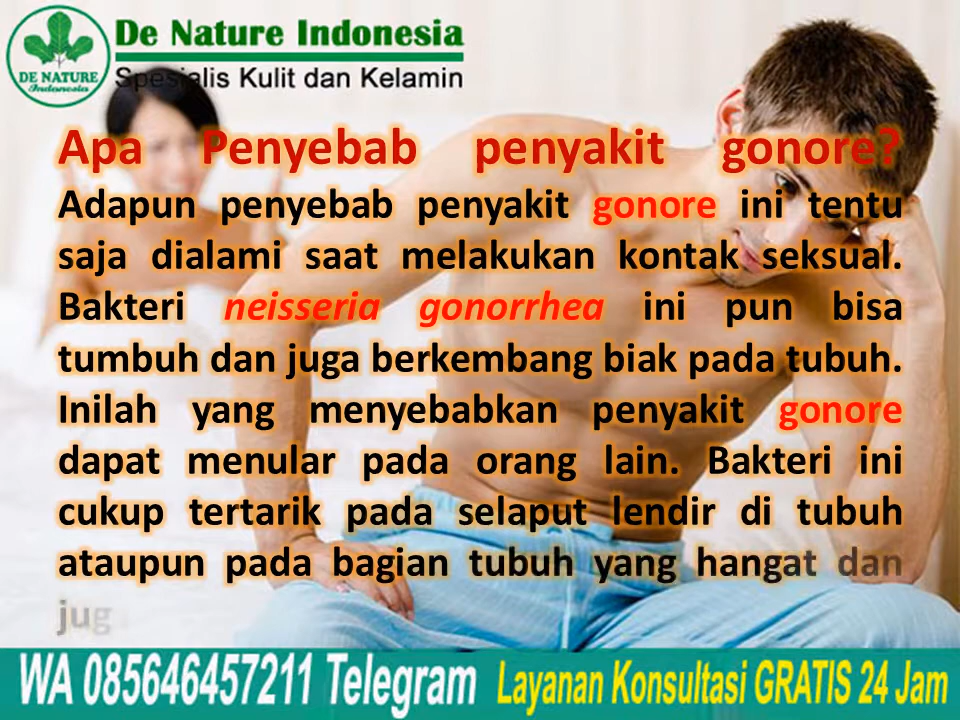 DE NATURE
Indonesia
De Nature Indonesia
Spesialis Kulit dan Kelamin
Apa Penyebab penyakit gonore?
Adapun penyebab penyakit gonore ini tentu
saja dialami saat melakukan kontak seksual.
Bakteri neisseria gonorrhea ini pun bisa
tumbuh dan juga berkembang biak pada tubuh.
Inilah yang menyebabkan penyakit gonore
dapat menular pada orang lain. Bakteri ini
cukup tertarik pada selaput lendir di tubuh
ataupun pada bagian tubuh yang hangat dan
jug
WA 085646457211 Telegram Layanan Konsultasi GRATIS 24 Jam